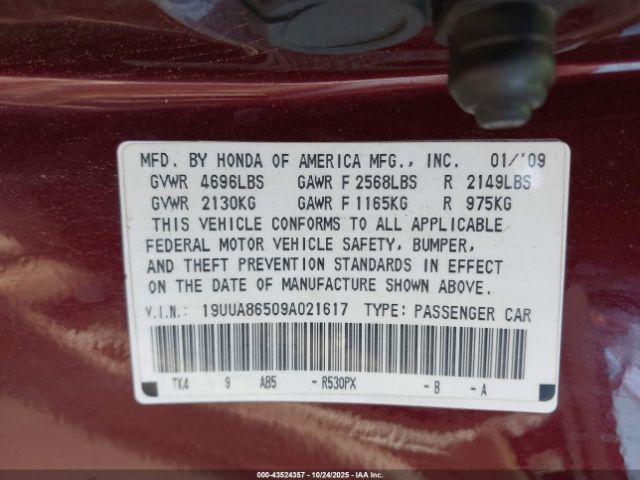 MFD. BY HONDA OF AMERICA MFG., INC. 01/'09
GVWR 4696LBS GAWR F 2568LBS R 2149LBS
GVWR 2130KG GAWR F 1165KG R 975KG
THIS VEHICLE CONFORMS TO ALL APPLICABLE
FEDERAL MOTOR VEHICLE SAFETY, BUMPER,
AND THEFT PREVENTION STANDARDS IN EFFECT
ON THE DATE OF MANUFACTURE SHOWN ABOVE.
V.I.N.: 19UUA86509A021617 TYPE: PASSENGER CAR
TK4 9 AB5 - R530PX - B - A
000-43524357 - 10/24/2025 - IAA, Inc.